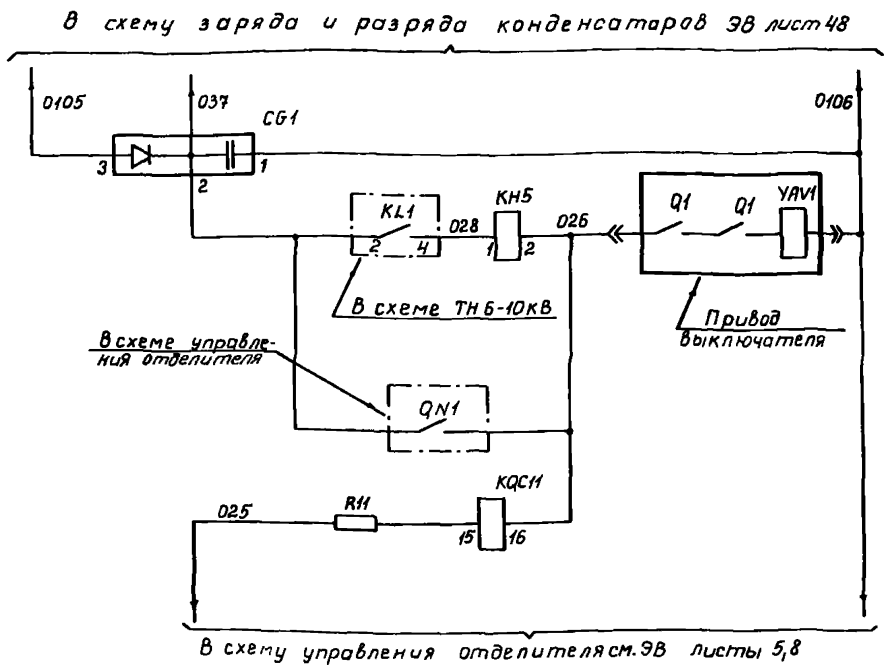 В схему заряда и разряда конденсатаров ЭВ лист 48
0105
037
0106
CG1
3
1
2
KL1
2
4
028
KH5
1
2
026
Q1
Q1
YAV1
В схеме ТН 6-10кВ
Привод
выключателя
В схеме управле-
ния отделителя
QN1
025
R11
KQC11
15
16
В схему управления отделителя см. ЭВ листы 5,8